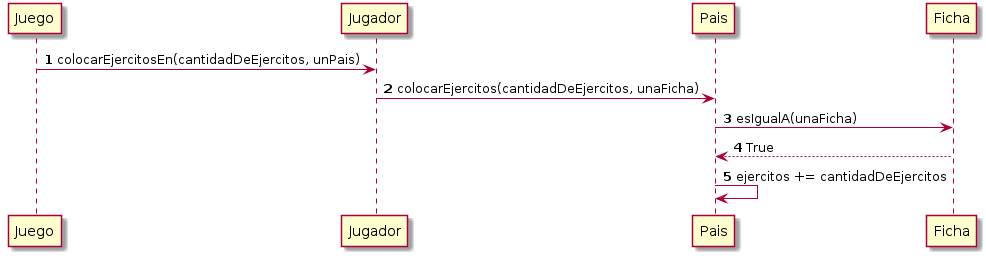 Juego Jugador Pais Ficha
1 colocarEjercitosEn(cantidadDeEjercitos, unPais)
2 colocarEjercitos(cantidadDeEjercitos, unaFicha)
3 esIgualA(unaFicha)
4 True
5 ejercitos += cantidadDeEjercitos
Juego Jugador Pais Ficha